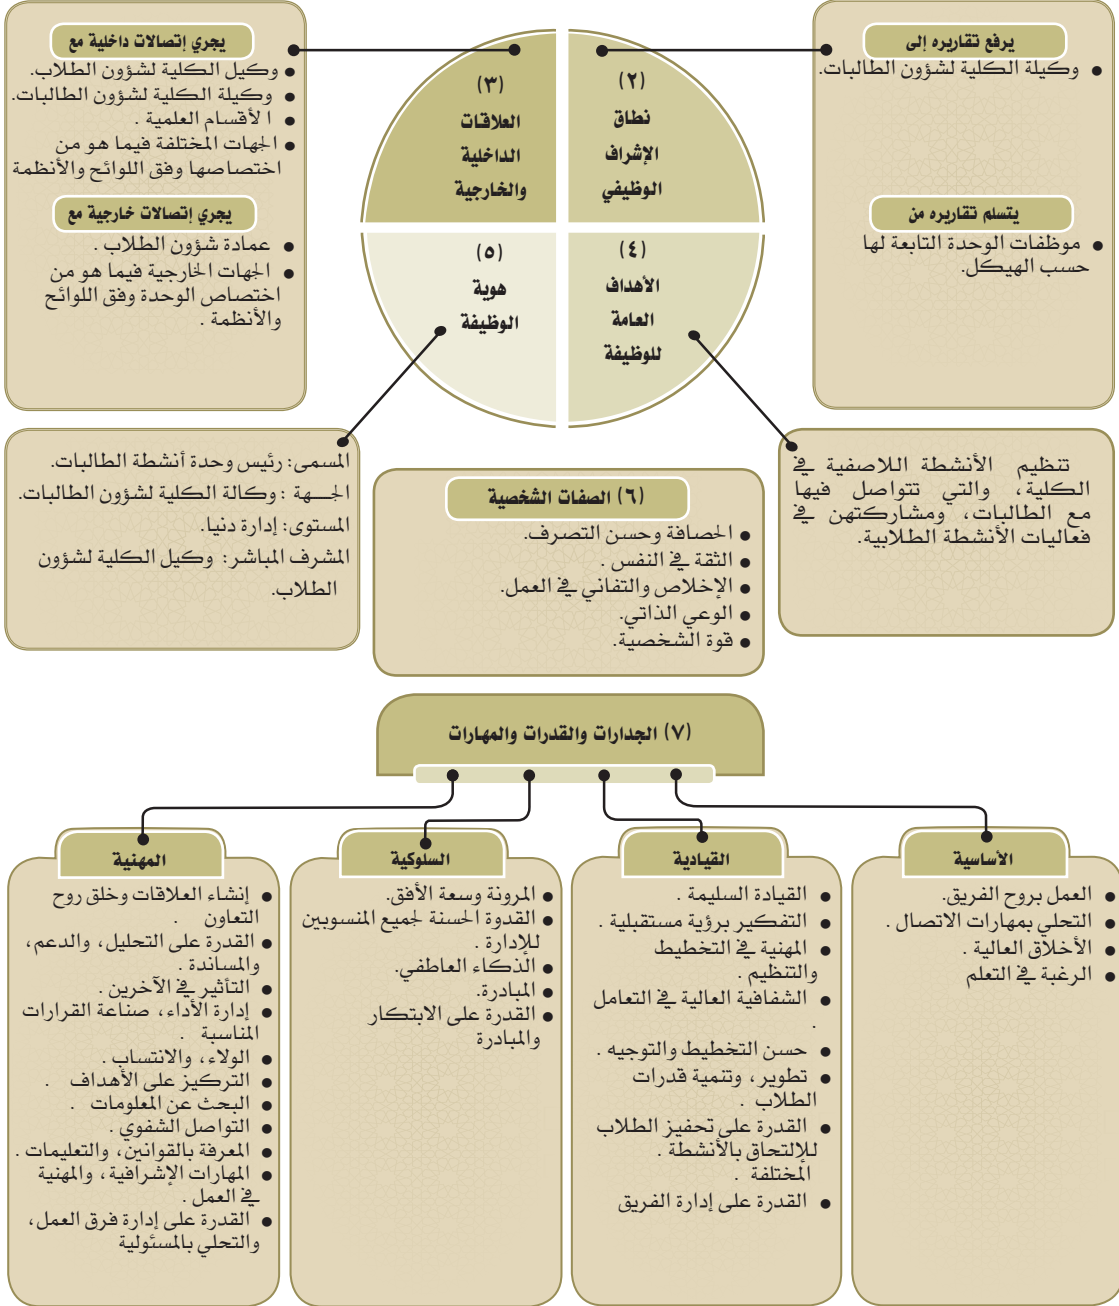 يرفع تقاريره إلى
● وكيلة الكلية لشؤون الطالبات.
يتسلم تقاريره من
● موظفات الوحدة التابعة لها
حسب الهيكل.
(٢)
نطاق
الإشراف
الوظيفي
(٣)
العلاقات
الداخلية
والخارجية
يجري إتصالات داخلية مع
● وكيل الكلية لشؤون الطلاب.
● وكيلة الكلية لشؤون الطالبات.
● الأقسام العلمية .
● الجهات المختلفة فيما هو من
اختصاصها وفق اللوائح والأنظمة
يجري إتصالات خارجية مع
● عمادة شؤون الطلاب .
● الجهات الخارجية فيما هو من
اختصاص الوحدة وفق اللوائح
والأنظمة .
(٤)
الأهداف
العامة
للوظيفة
(٥)
هوية
الوظيفة
تنظيم الأنشطة اللاصفية في
الكلية، والتي تتواصل فيها
مع الطالبات، ومشاركتهن في
فعاليات الأنشطة الطلابية.
المسمى: رئيس وحدة أنشطة الطالبات.
الجـــهة : وكالة الكلية لشؤون الطالبات.
المستوى: إدارة دنيا.
المشرف المباشر: وكيل الكلية لشؤون
الطلاب.
(٦) الصفات الشخصية
● الحصافة وحسن التصرف.
● الثقة في النفس .
● الإخلاص والتفاني في العمل.
● الوعي الذاتي.
● قوة الشخصية.
(٧) الجدارات والقدرات والمهارات
الأساسية
● العمل بروح الفريق.
● التحلي بمهارات الاتصال .
● الأخلاق العالية .
● الرغبة في التعلم
القيادية
● القيادة السليمة .
● التفكير برؤية مستقبلية .
● المهنية في التخطيط
والتنظيم .
● الشفافية العالية في التعامل
.
● حسن التخطيط والتوجيه .
● تطوير، وتنمية قدرات
الطلاب .
● القدرة على تحفيز الطلاب
للإلتحاق بالأنشطة .
المختلفة .
● القدرة على إدارة الفريق
السلوكية
● المرونة وسعة الأفق.
● القدوة الحسنة لجميع المنسوبين
للإدارة .
● الذكاء العاطفي.
● المبادرة.
● القدرة على الابتكار
والمبادرة
المهنية
● إنشاء العلاقات وخلق روح
التعاون .
● القدرة على التحليل، والدعم،
والمساندة .
● التأثير في الآخرين .
● إدارة الأداء، صناعة القرارات
المناسبة .
● الولاء، والانتساب .
● التركيز على الأهداف .
● البحث عن المعلومات .
● التواصل الشفوي .
● المعرفة بالقوانين، والتعليمات .
● المهارات الإشرافية، والمهنية
في العمل .
● القدرة على إدارة فرق العمل،
والتحلي بالمسئولية